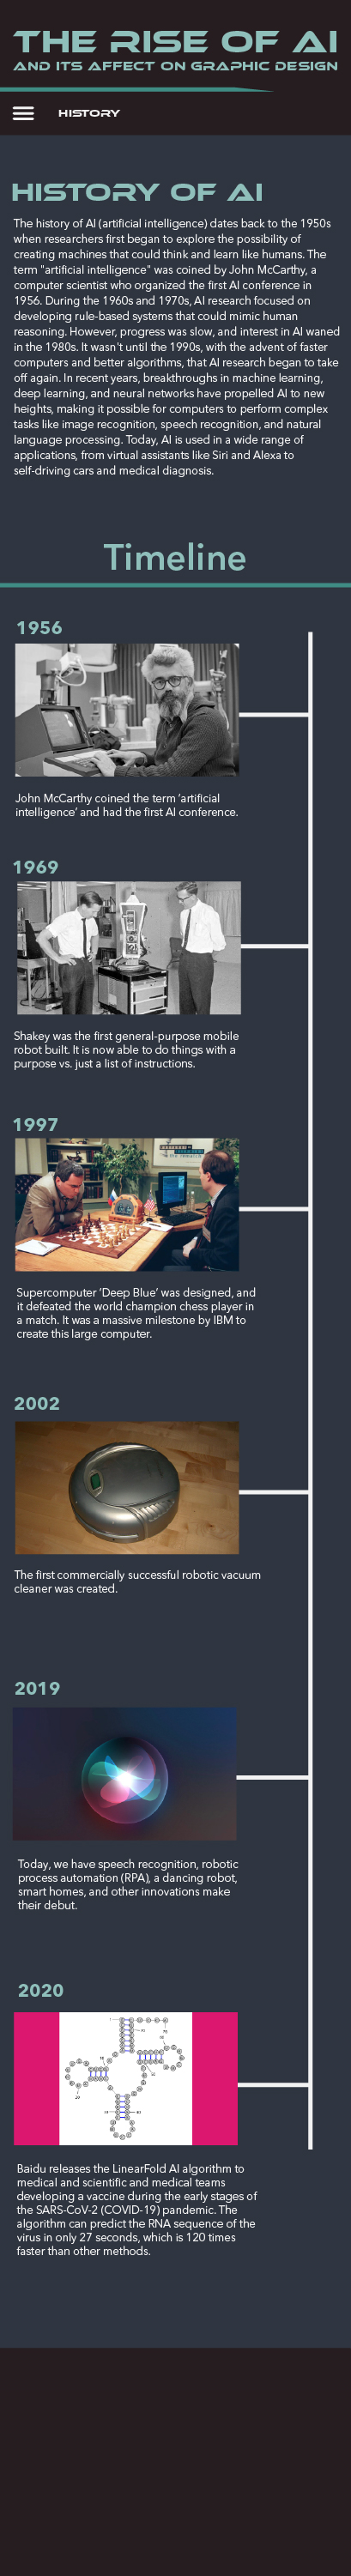 THE RISE OF AI
AND ITS AFFECT ON GRAPHIC DESIGN
HISTORY
HISTORY OF AI
The history of AI (artificial intelligence) dates back to the 1950s
when researchers first began to explore the possibility of
creating machines that could think and learn like humans. The
term "artificial intelligence" was coined by John McCarthy, a
computer scientist who organized the first AI conference in
1956. During the 1960s and 1970s, AI research focused on
developing rule-based systems that could mimic human
reasoning. However, progress was slow, and interest in AI waned
in the 1980s. It wasn't until the 1990s, with the advent of faster
computers and better algorithms, that AI research began to take
off again. In recent years, breakthroughs in machine learning,
deep learning, and neural networks have propelled AI to new
heights, making it possible for computers to perform complex
tasks like image recognition, speech recognition, and natural
language processing. Today, AI is used in a wide range of
applications, from virtual assistants like Siri and Alexa to
self-driving cars and medical diagnosis.
Timeline
1956
John McCarthy coined the term 'artificial
intelligence' and had the first AI conference.
1969
Shakey was the first general-purpose mobile
robot built. It is now able to do things with a
purpose vs. just a list of instructions.
1997
Supercomputer 'Deep Blue' was designed, and
it defeated the world champion chess player in
a match. It was a massive milestone by IBM to
create this large computer.
2002
The first commercially successful robotic vacuum
cleaner was created.
2019
Today, we have speech recognition, robotic
process automation (RPA), a dancing robot,
smart homes, and other innovations make
their debut.
2020
Baidu releases the LinearFold AI algorithm to
medical and scientific and medical teams
developing a vaccine during the early stages of
the SARS-CoV-2 (COVID-19) pandemic. The
algorithm can predict the RNA sequence of the
virus in only 27 seconds, which is 120 times
faster than other methods.